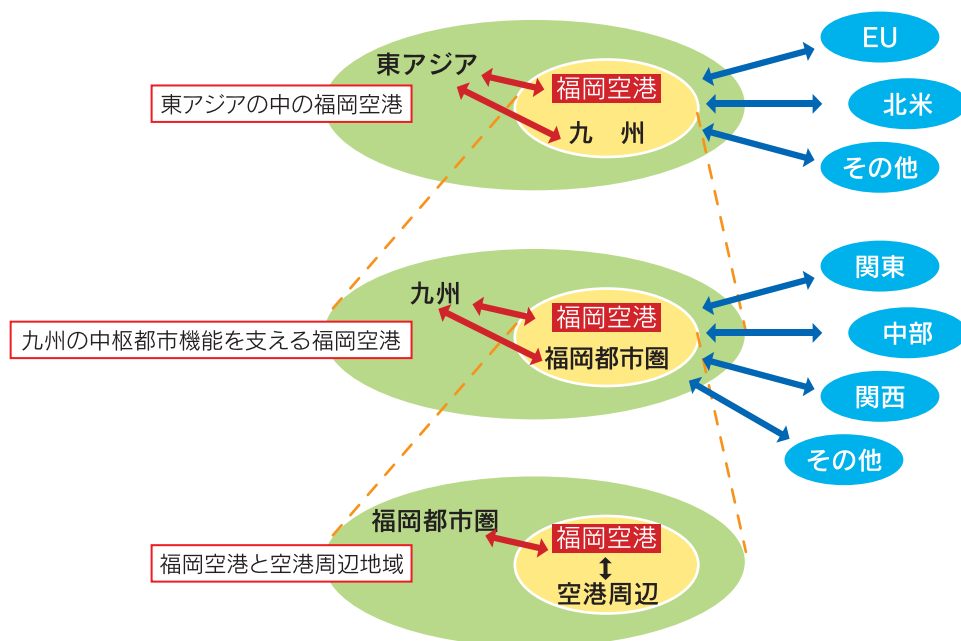 東アジアの中の福岡空港
東アジア
福岡空港
九 州
EU
北米
その他
九州の中枢都市機能を支える福岡空港
九州
福岡空港
福岡都市圏
関東
中部
関西
その他
福岡空港と空港周辺地域
福岡都市圏
福岡空港
空港周辺